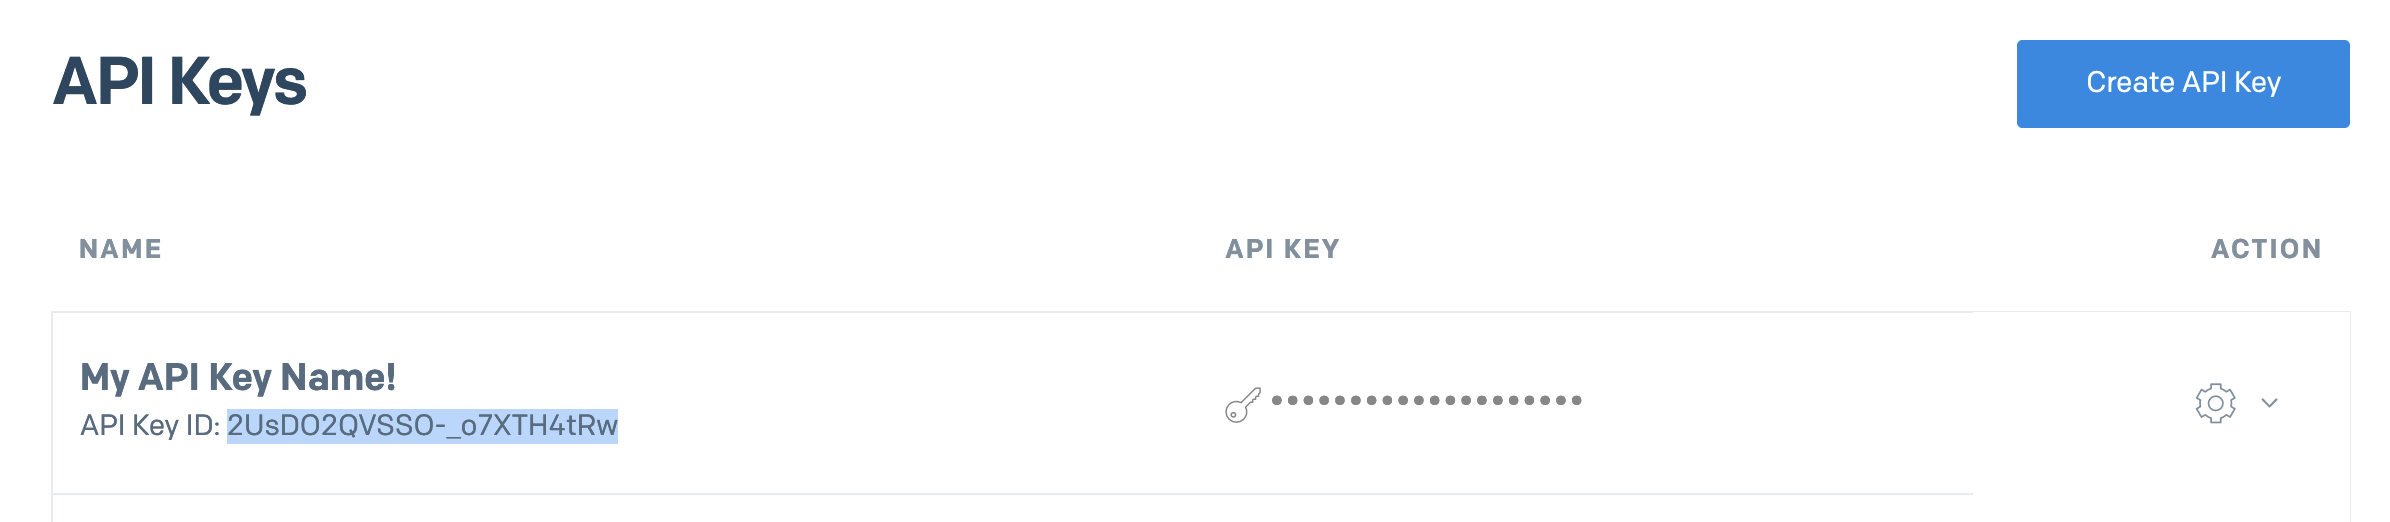 API Keys
Create API Key
NAME
API KEY
ACTION
My API Key Name!
API Key ID: 2UsDO2QVSSO-_o7XTH4tRw
••••••••••••••••••••